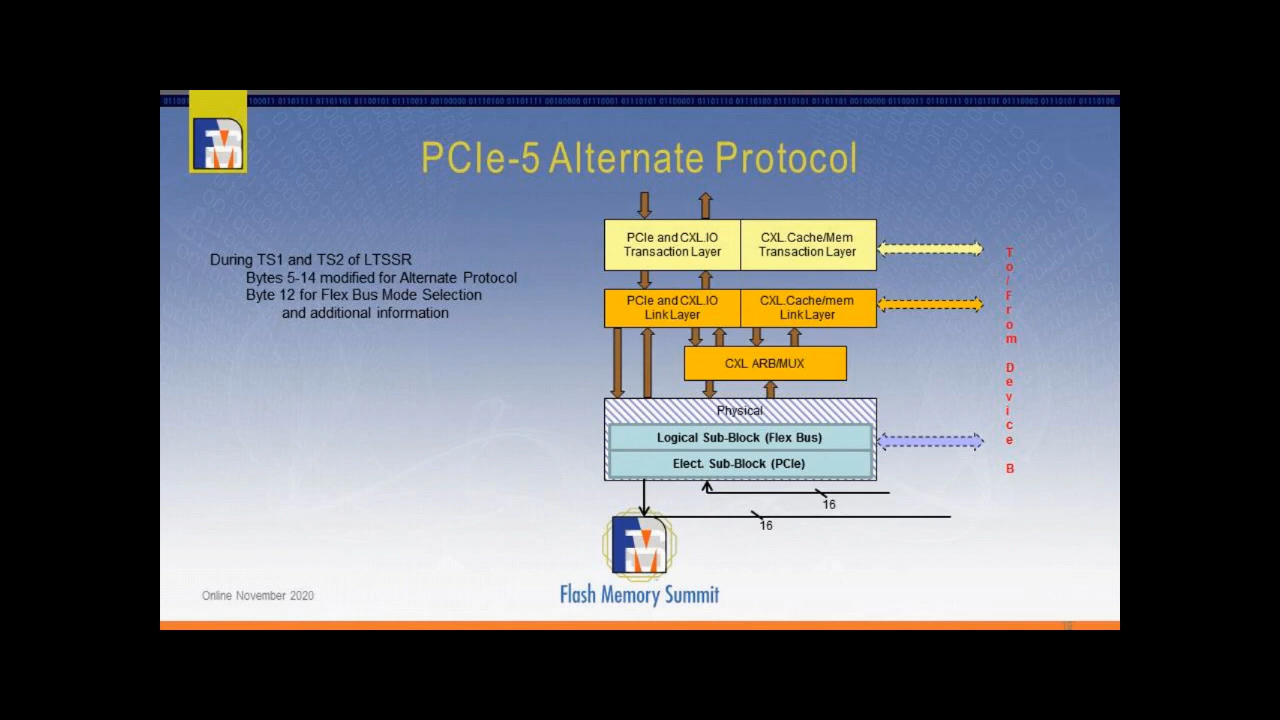 PCIe-5 Alternate Protocol
During TS1 and TS2 of LTSSR
Bytes 5-14 modified for Alternate Protocol
Byte 12 for Flex Bus Mode Selection
and additional information
PCIe and CXL.IO
Transaction Layer
CXL.Cache/Mem
Transaction Layer
PCIe and CXL.IO
Link Layer
CXL.Cache/mem
Link Layer
CXL ARB/MUX
Physical
Logical Sub-Block (Flex Bus)
Elect. Sub-Block (PCIe)
To/From Device B
16
16
Flash Memory Summit
Online November 2020